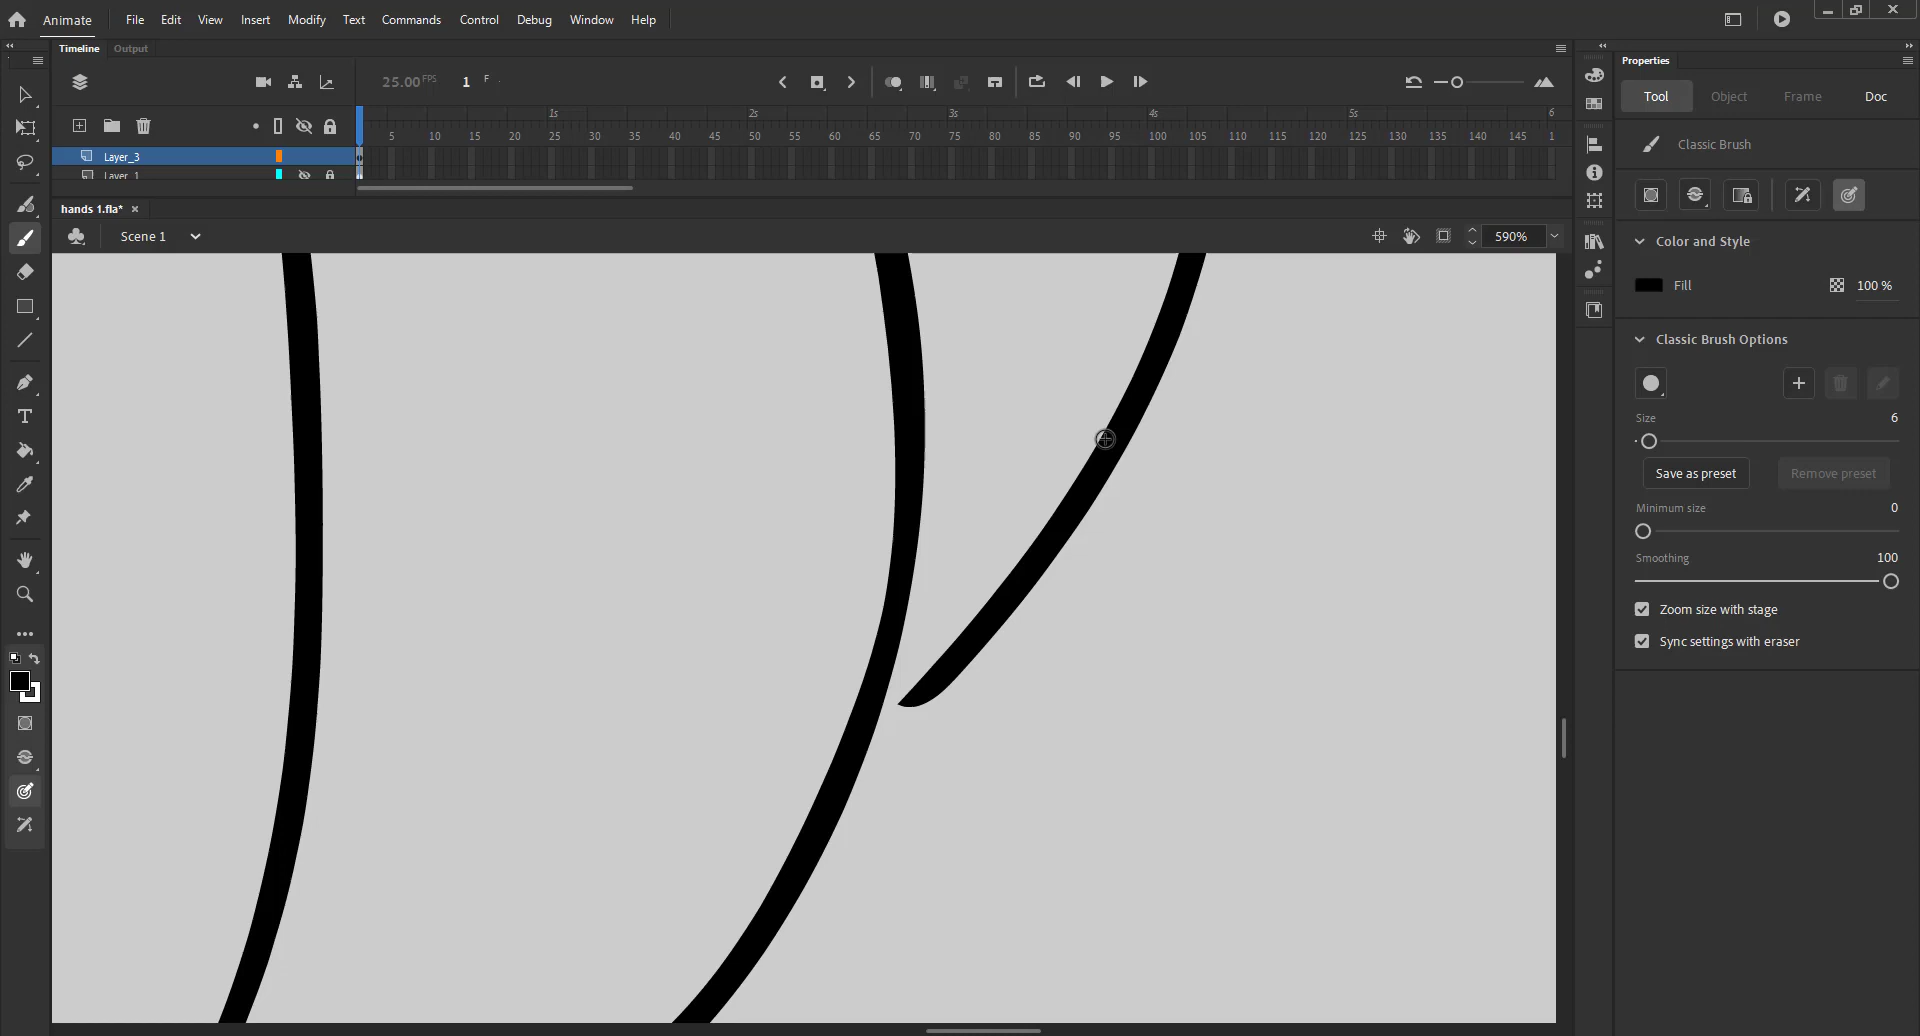 Animate File Edit View Insert Modify Text Commands Control Debug Window Help
Timeline Output
Properties
25.00 FPS 1 F
Tool Object Frame Doc
1s 2s 3s 4s 5s 6
5 10 15 20 25 30 35 40 45 50 55 60 65 70 75 80 85 90 95 100 105 110 115 120 125 130 135 140 145 1
Classic Brush
Layer_3
Layer_1
hands 1.fla*
Scene 1
590%
Color and Style
Fill 100 %
Classic Brush Options
Size 6
Save as preset Remove preset
Minimum size 0
Smoothing 100
Zoom size with stage
Sync settings with eraser